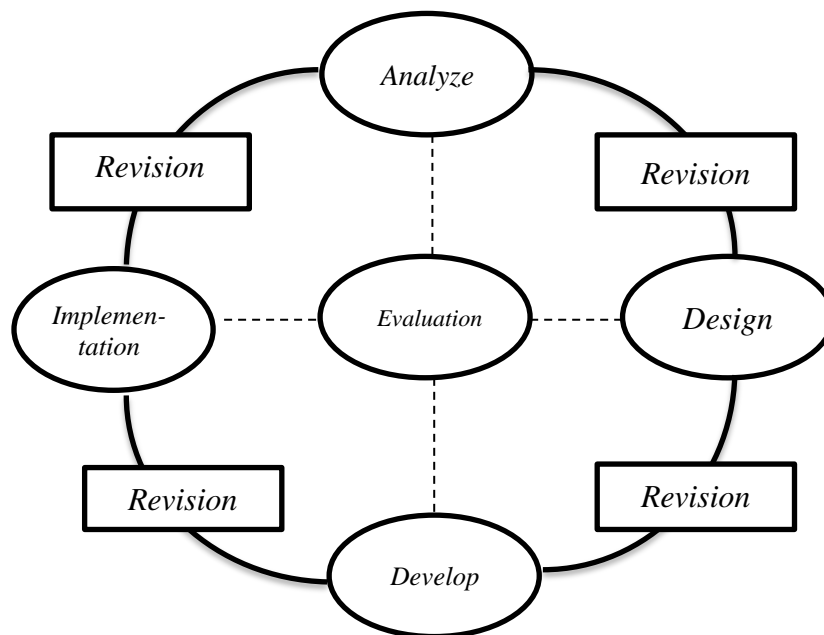 Analyze
Revision
Revision
Implemen-
tation
Evaluation
Design
Revision
Revision
Develop